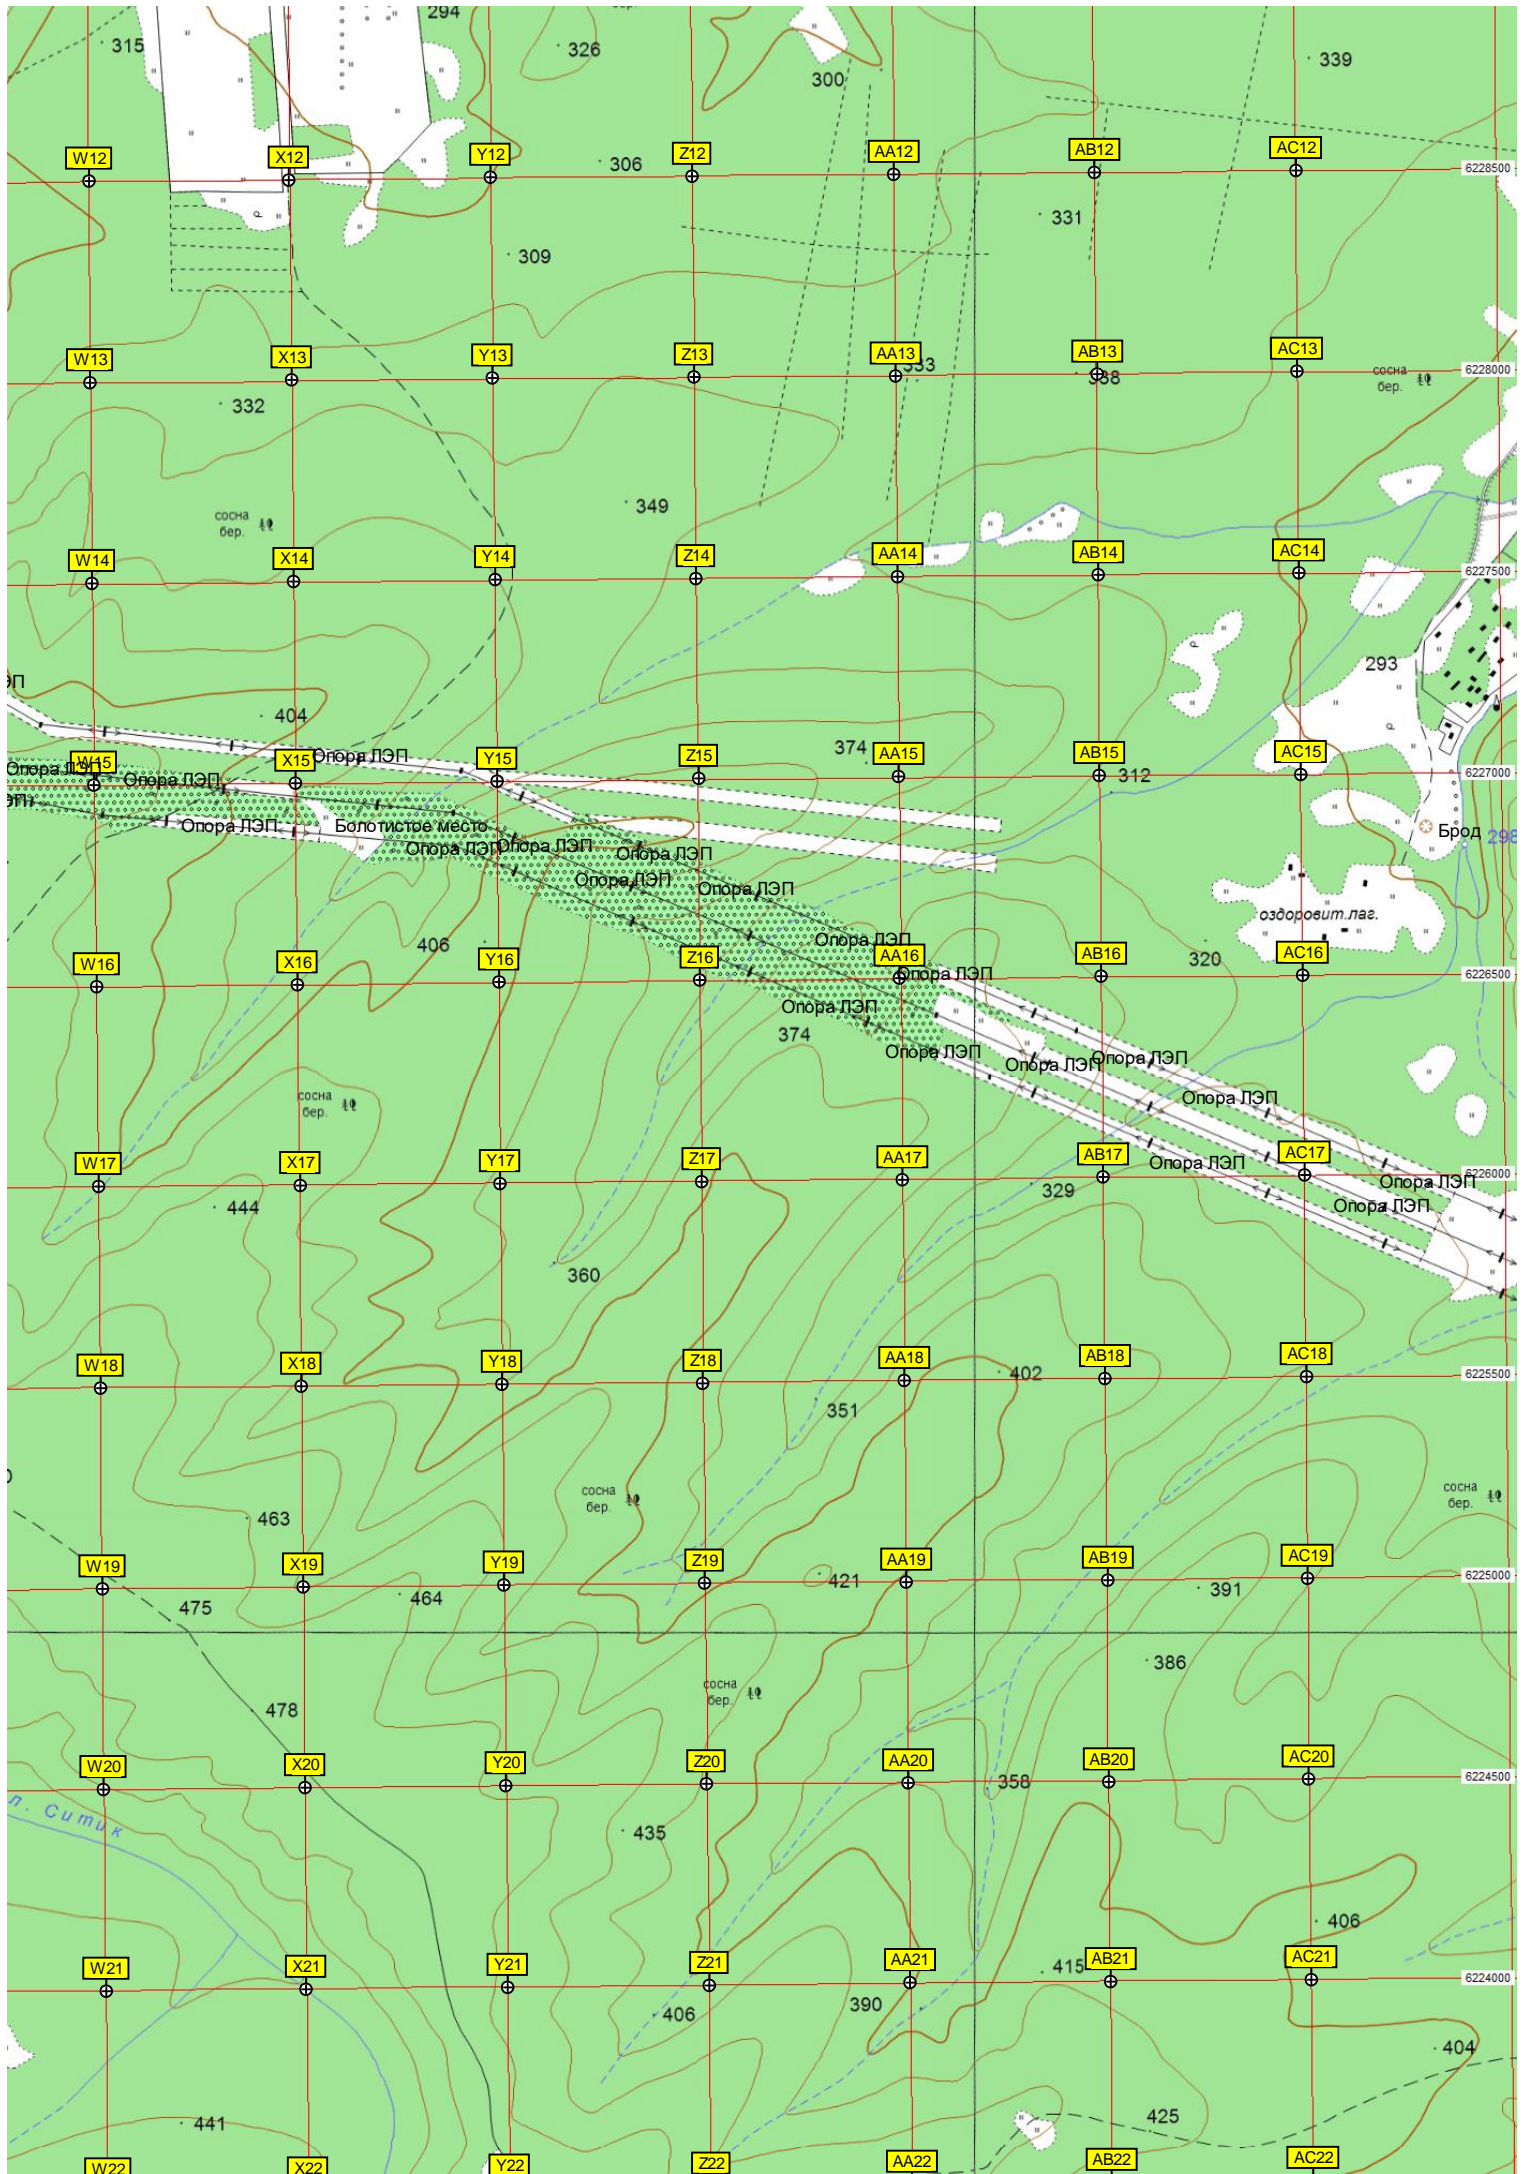 294
315
326
300
339
W12
X12
Y12
306
Z12
AA12
AB12
AC12
6228500
331
309
W13
X13
Y13
Z13
AA13
AB13
AC13
6228000
сосна
бер.
332
349
сосна
бер.
W14
X14
Y14
Z14
AA14
AB14
AC14
6227500
293
404
374
W15
X15
Опора ЛЭП
Y15
Z15
AA15
AB15
312
AC15
6227000
Опора ЛЭП
Опора ЛЭП
Опора ЛЭП
Болотистое место
Опора ЛЭП
Опора ЛЭП
Опора ЛЭП
Брод
298
Опора ЛЭП
Опора ЛЭП
оздоровит.лаг.
406
Опора ЛЭП
W16
X16
Y16
Z16
AA16
AB16
320
AC16
6226500
Опора ЛЭП
Опора ЛЭП
374
Опора ЛЭП
Опора ЛЭП
Опора ЛЭП
сосна
бер.
Опора ЛЭП
W17
X17
Y17
Z17
AA17
AB17
Опора ЛЭП
AC17
6226000
329
Опора ЛЭП
444
Опора ЛЭП
360
W18
X18
Y18
Z18
AA18
402
AB18
AC18
6225500
351
сосна
бер.
сосна
бер.
463
W19
X19
Y19
Z19
421
AA19
AB19
391
AC19
6225000
475
464
386
сосна
бер.
478
W20
X20
Y20
Z20
AA20
358
AB20
AC20
6224500
л. Ситик
435
406
W21
X21
Y21
Z21
AA21
415
AB21
AC21
6224000
406
390
404
441
425
W22
X22
Y22
Z22
AA22
AB22
AC22